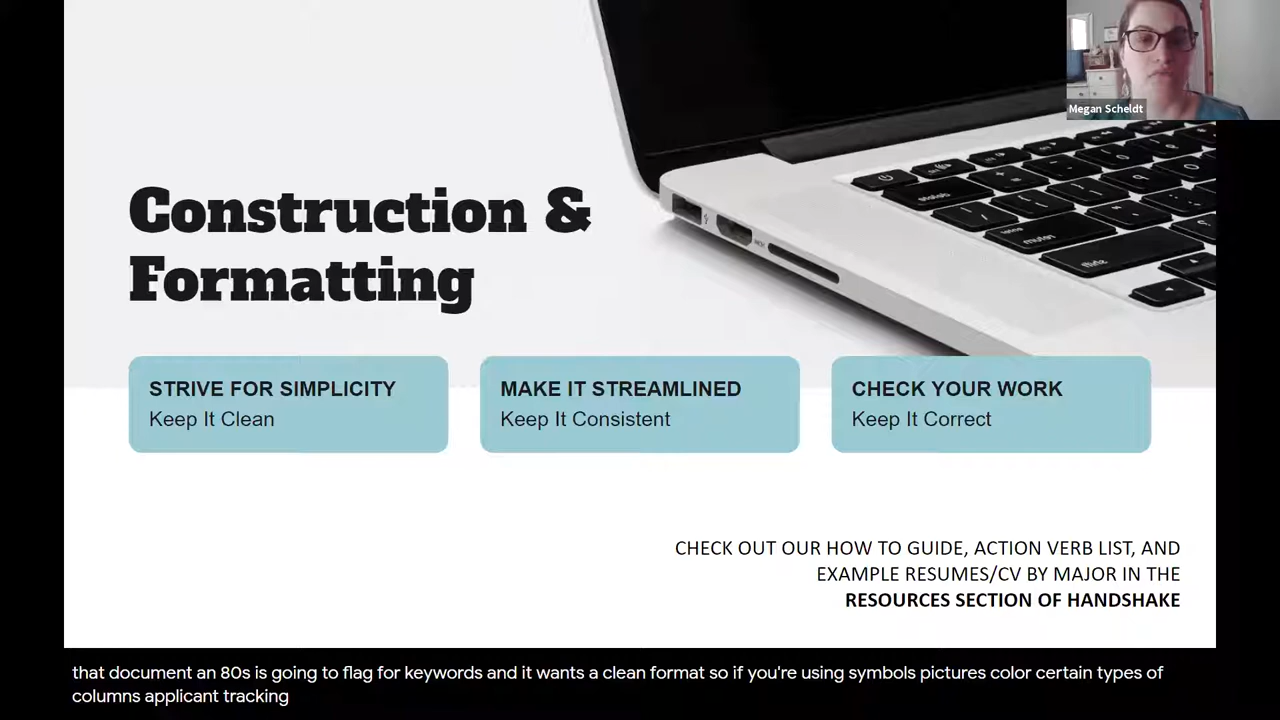 Megan Scheldt
Construction &
Formatting
STRIVE FOR SIMPLICITY
Keep It Clean
MAKE IT STREAMLINED
Keep It Consistent
CHECK YOUR WORK
Keep It Correct
CHECK OUT OUR HOW TO GUIDE, ACTION VERB LIST, AND
EXAMPLE RESUMES/CV BY MAJOR IN THE
RESOURCES SECTION OF HANDSHAKE
that document an 80s is going to flag for keywords and it wants a clean format so if you're using symbols pictures color certain types of
columns applicant tracking